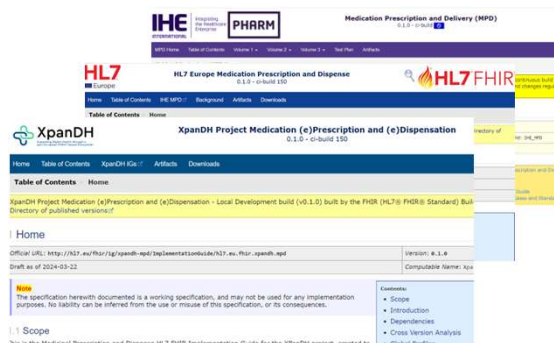 IHE
INTERNATIONAL
Integrating
the Healthcare
Enterprise
PHARM
Medication Prescription and Delivery (MPD)
0.1.0 - ci-build
MPD Home Table of Contents Volume 1 Volume 2 Volume 3 Test Plan Artifacts
HL7
Europe
HL7 Europe Medication Prescription and Dispense
0.1.0 - ci-build 150
HL7 FHIR
Home Table of Contents IHE MPD Background Artifacts Downloads
Table of Contents Home
XpanDH
XpanDH Project Medication (e)Prescription and (e)Dispensation
0.1.0 - ci-build 150
Home Table of Contents XpanDH IGs Artifacts Downloads
Table of Contents Home
XpanDH Project Medication (e)Prescription and (e)Dispensation - Local Development build (v0.1.0) built by the FHIR (HL7® FHIR® Standard) Buil
Directory of published versions
Home
Official URL: http://hl7.eu/fhir/ig/xpandh-mpd/ImplementationGuide/hl7.eu.fhir.xpandh.mpd Version: 0.1.0
Draft as of 2024-03-22 Computable Name: Xpa
Note
The specification herewith documented is a working specification, and may not be used for any implementation
purposes. No liability can be inferred from the use or misuse of this specification, or its consequences.
Contents:
Scope
Introduction
Dependencies
Cross Version Analysis
Global Profiles
1.1 Scope